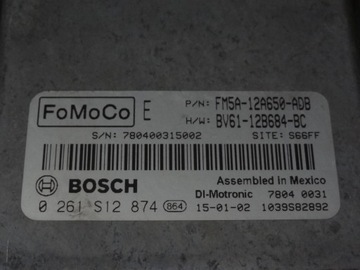 FoMoCo E P/N: FM5A-12A650-ADB
H/W: BV61-12B684-BC
S/N: 780400315002 SITE: S66FF
BOSCH Assembled in Mexico
DI-Motronic 7804 0031
0 261 S12 874 864 15-01-02 1039S82892